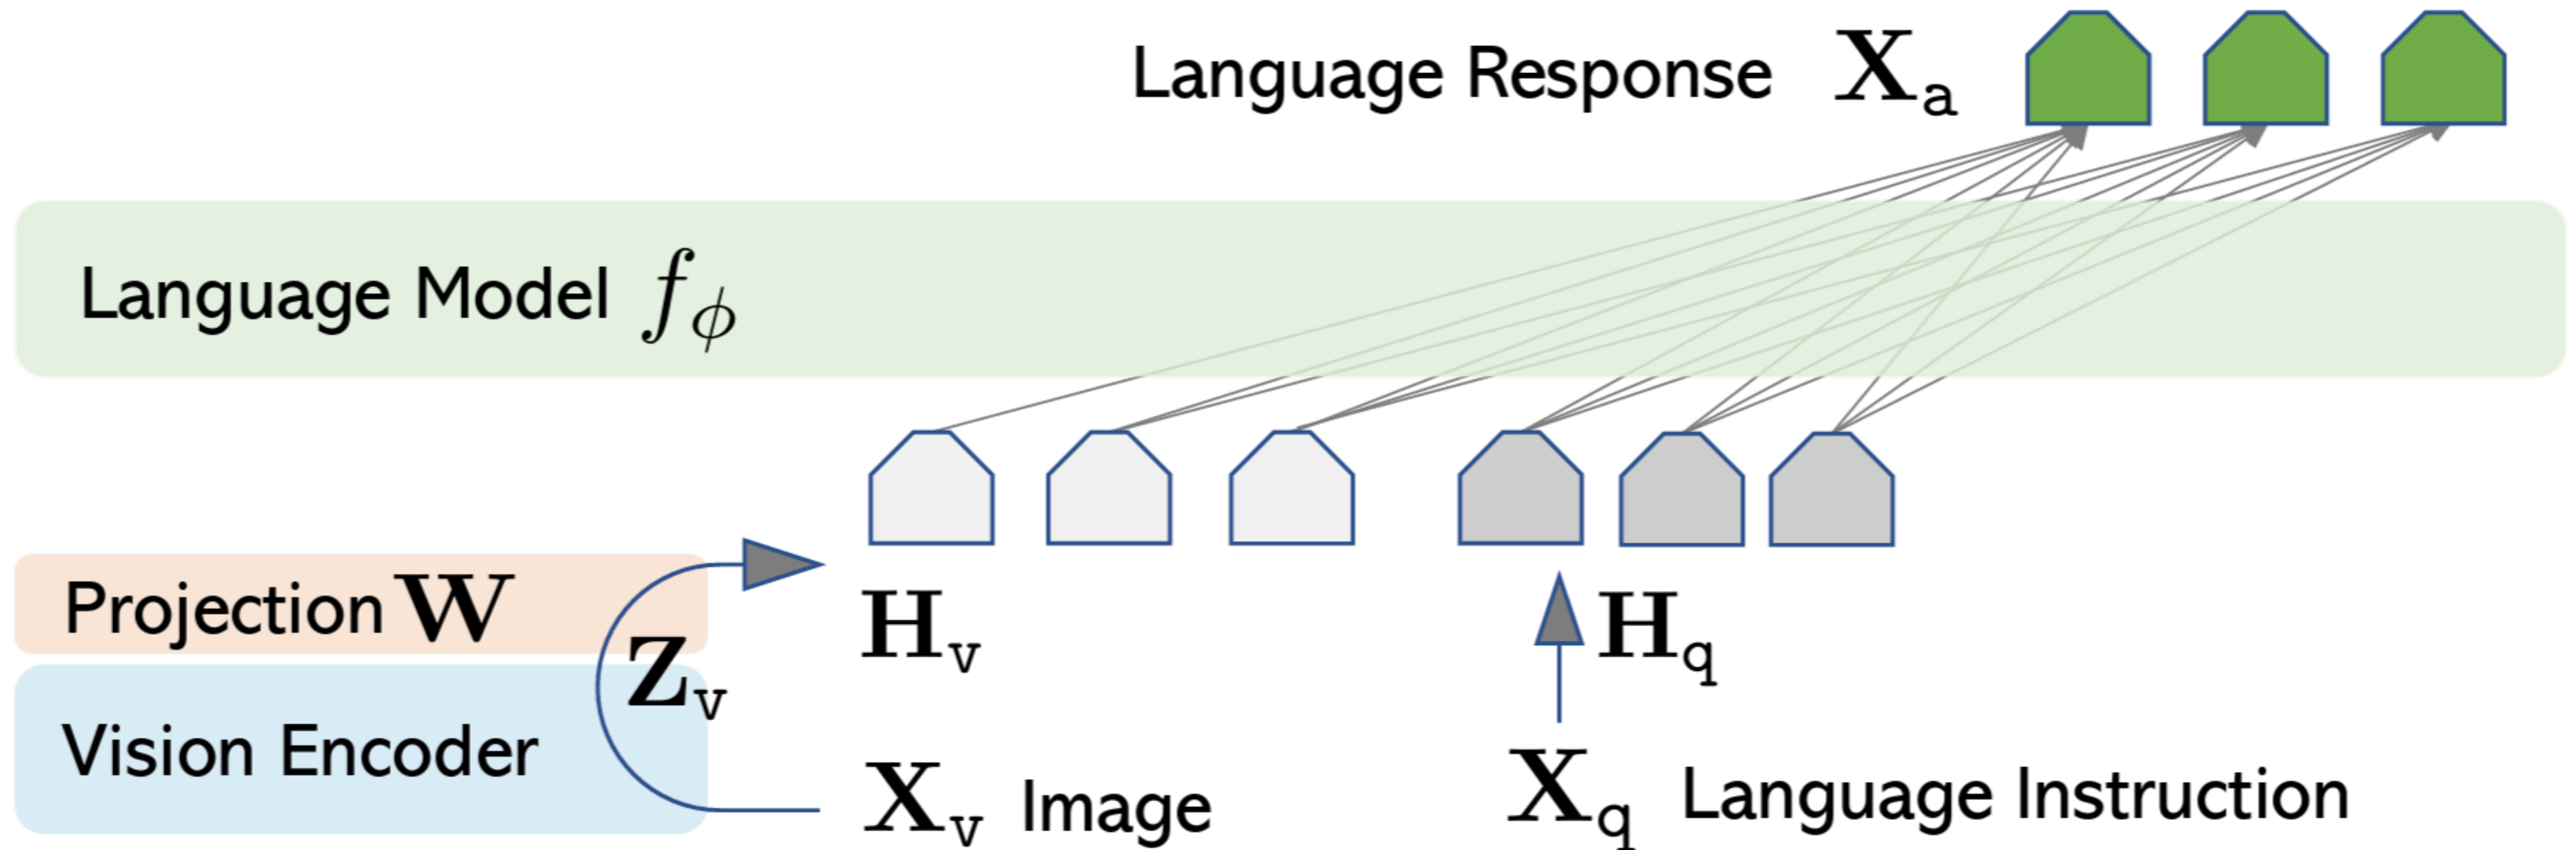 Language Response X_a
Language Model f_ϕ
Projection W
Z_v
H_v
H_q
Vision Encoder
X_v Image
X_q Language Instruction